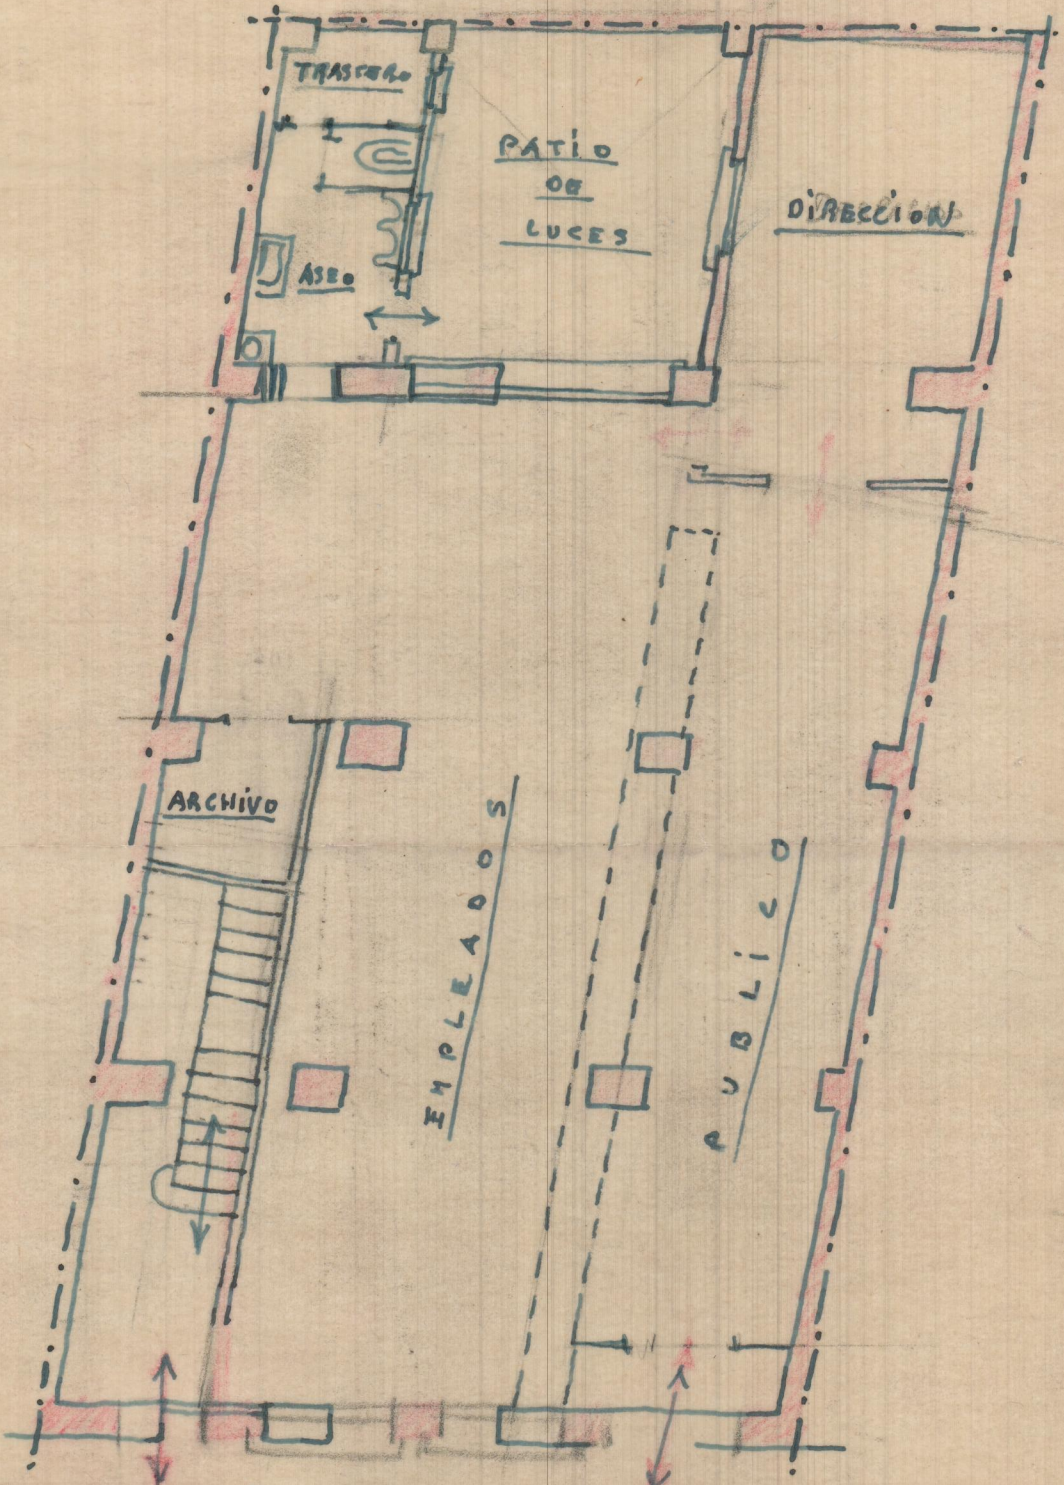 TRASTERO
PATIO
DE
LUCES
DIRECCION
ASEO
ARCHIVO
EMPLEADOS
PUBLICO